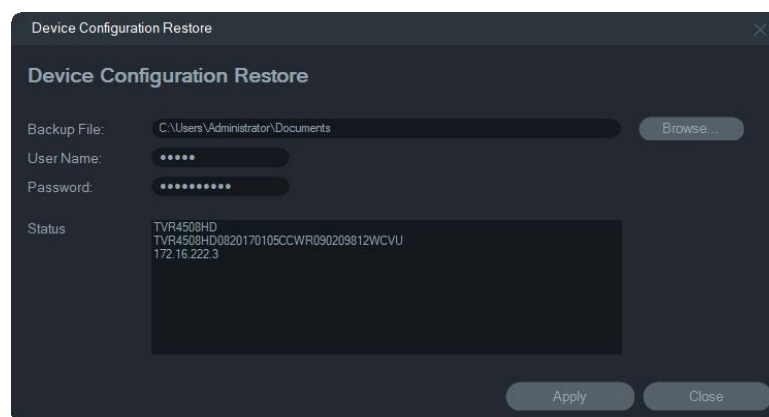 Device Configuration Restore
Device Configuration Restore
Backup File: C:\Users\Administrator\Documents Browse...
User Name: •••••
Password: ••••••••••
Status TVR4508HD
TVR4508HD0820170105CCWR090209812WCVU
172.16.222.3
Apply Close